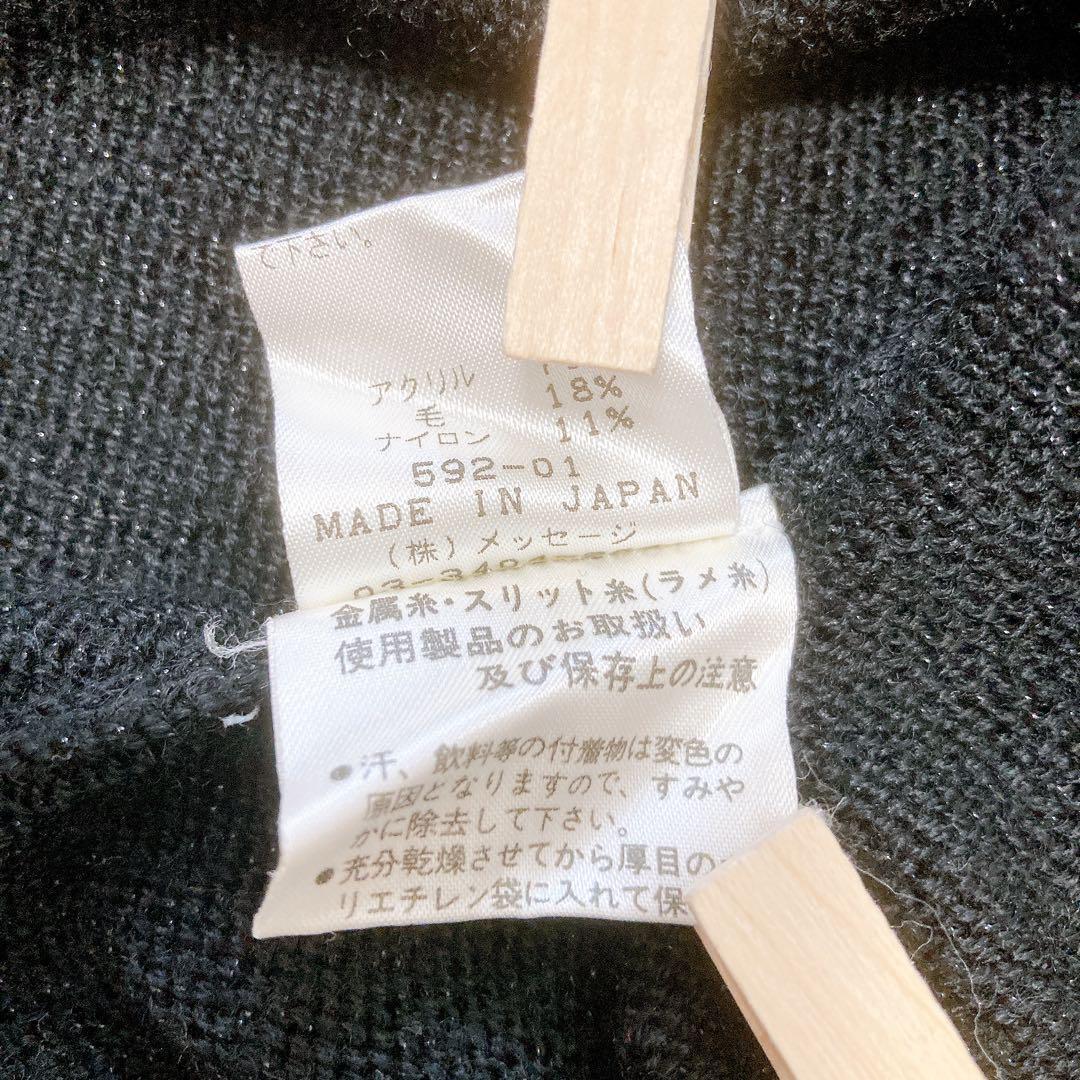 て下さい。
アクリル
毛 18%
ナイロン 11%
592-01
MADE IN JAPAN
(株)メッセージ
金属糸・スリット糸(ラメ糸)
使用製品のお取扱い
及び保存上の注意
●汗、飲料等の付着物は変色の
原因となりますので、すみや
かに除去して下さい。
●充分乾燥させてから厚目の
リエチレン袋に入れて保